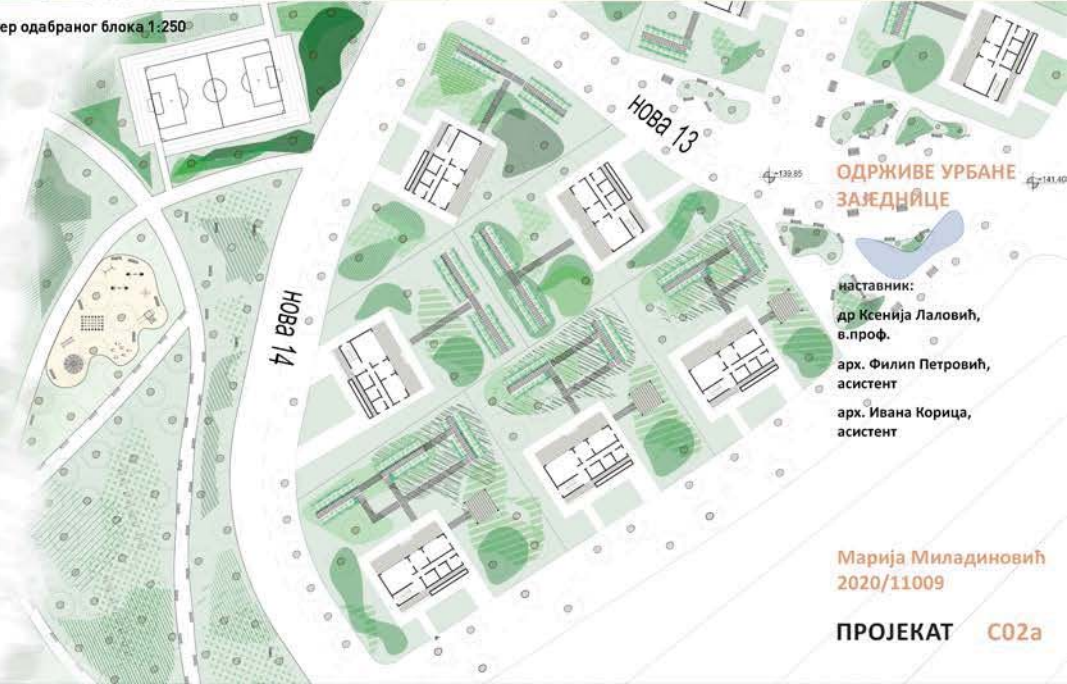 ер одабраног блока 1:250
нова 13
нова 14
-139.85
-141.40
ОДРЖИВЕ УРБАНЕ
ЗАЈЕДНИЦЕ
наставник:
др Ксенија Лаловић,
в.проф.
арх. Филип Петровић,
асистент
арх. Ивана Корица,
асистент
Марија Миладиновић
2020/11009
ПРОЈЕКАТ C02a